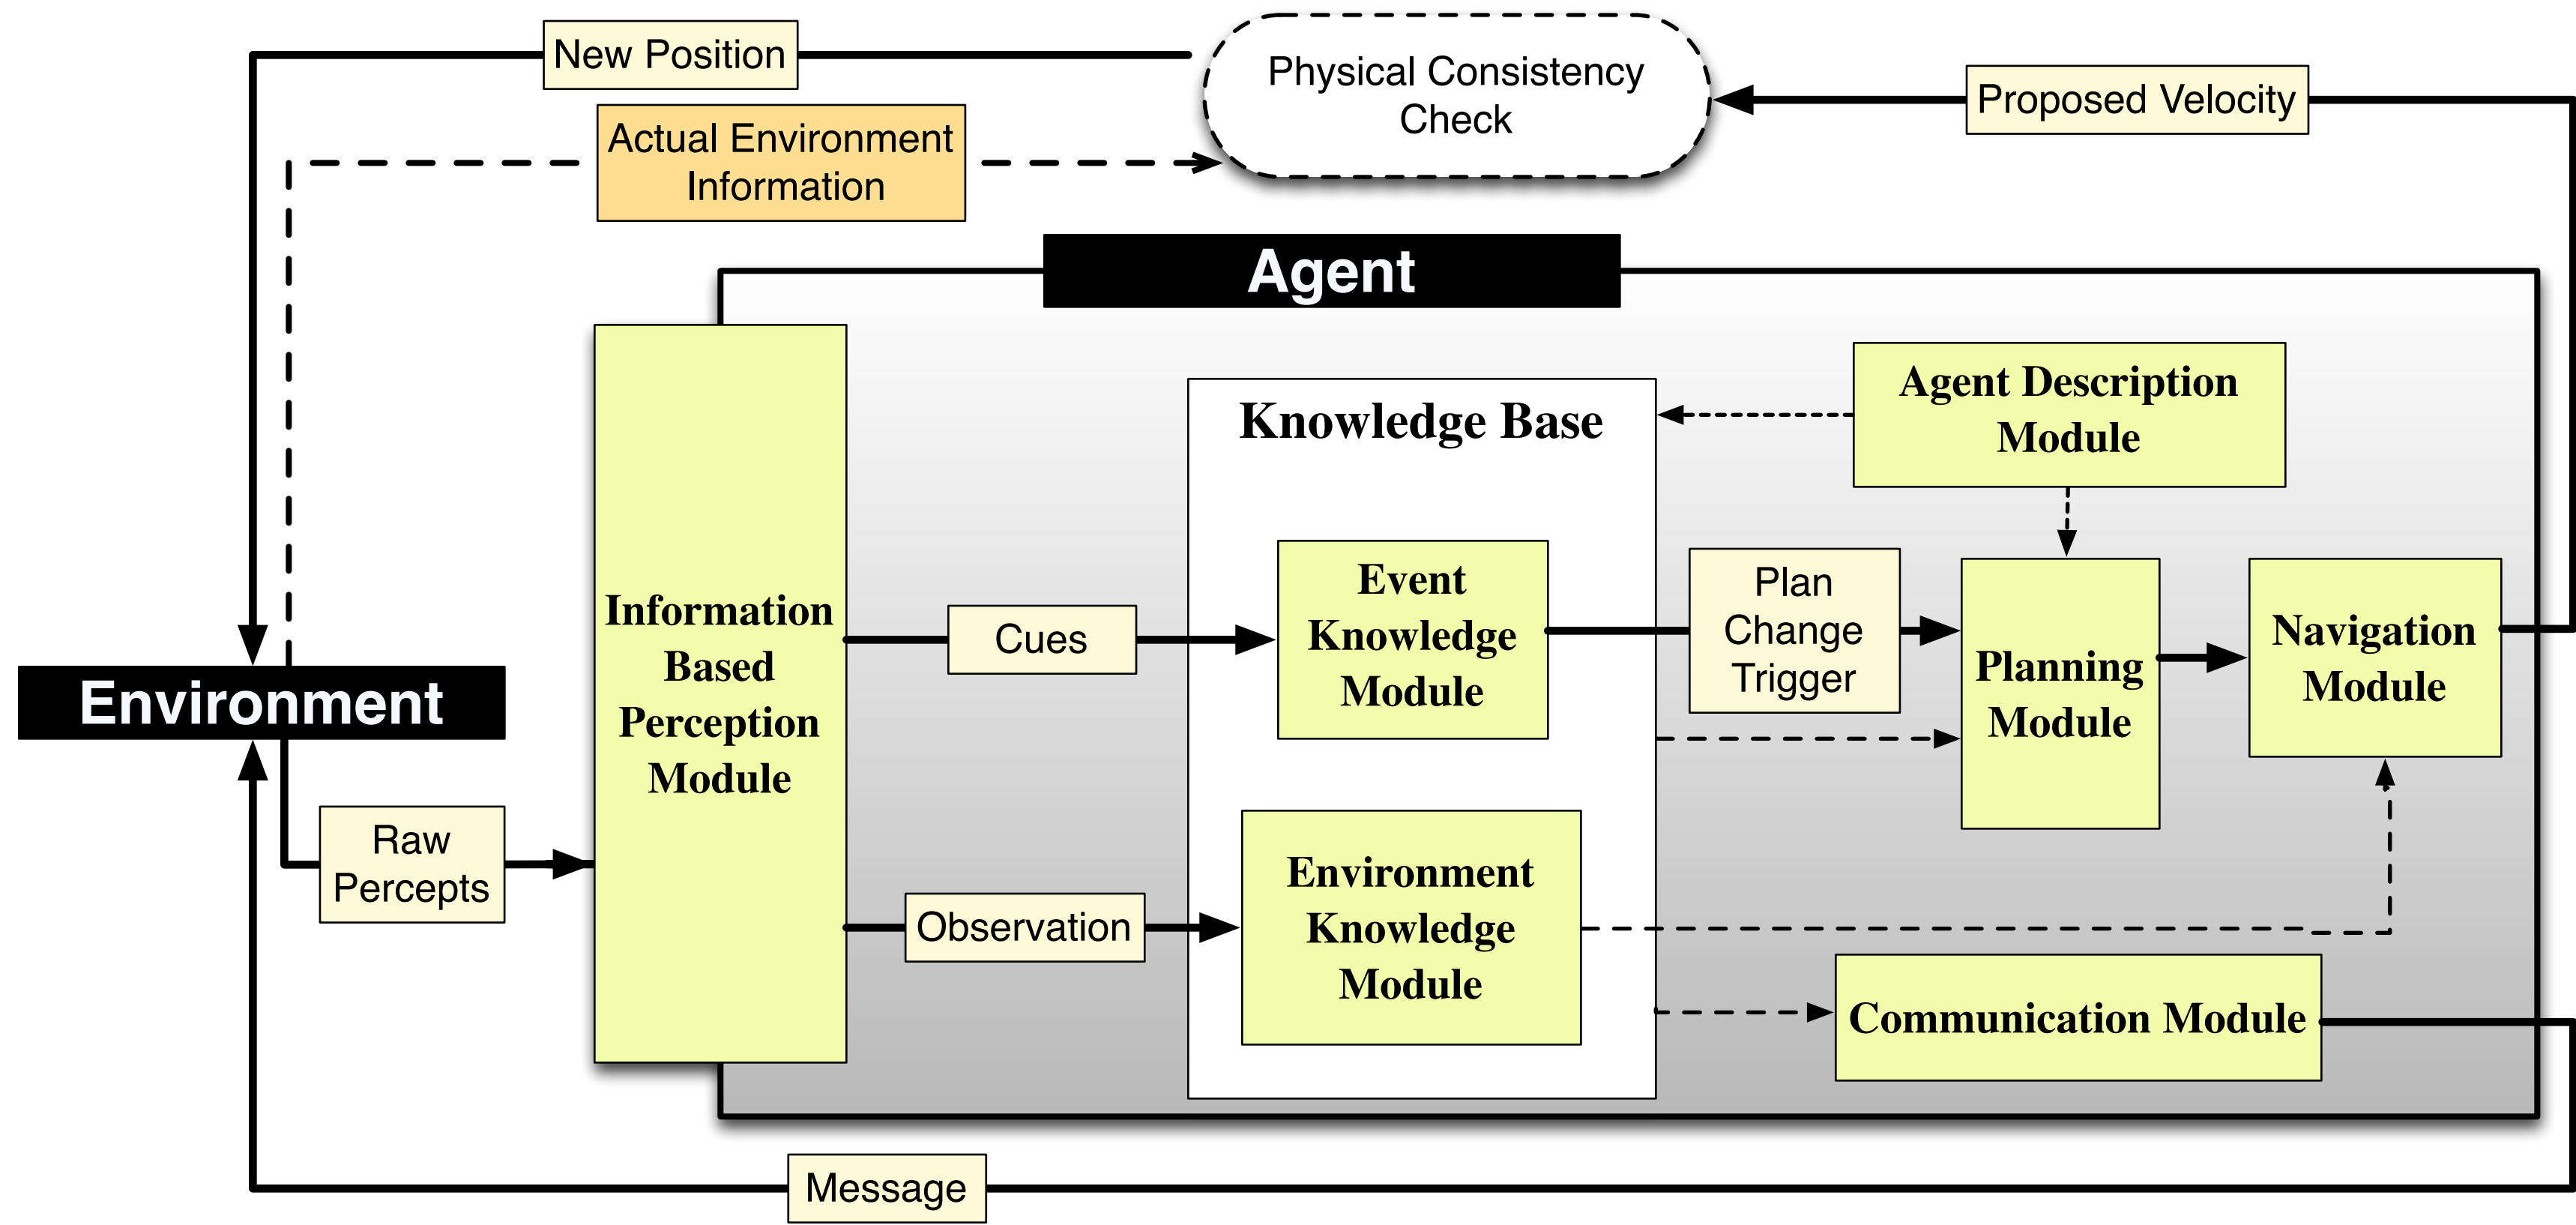 New Position
Physical Consistency
Check
Proposed Velocity
Actual Environment
Information
Agent
Agent Description
Module
Knowledge Base
Information
Based
Perception
Module
Cues
Event
Knowledge
Module
Plan
Change
Trigger
Planning
Module
Navigation
Module
Environment
Raw
Percepts
Observation
Environment
Knowledge
Module
Communication Module
Message